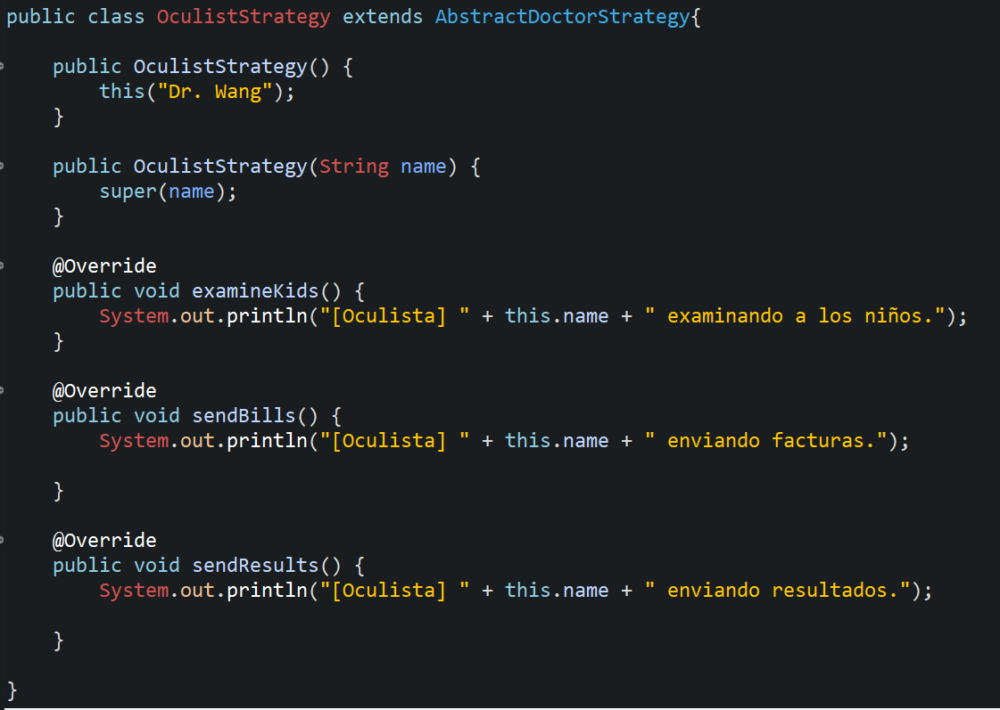 public class OculistStrategy extends AbstractDoctorStrategy{
public OculistStrategy() {
this("Dr. Wang");
}
public OculistStrategy(String name) {
super(name);
}
@Override
public void examineKids() {
System.out.println("[Oculista] " + this.name + " examinando a los niños.");
}
@Override
public void sendBills() {
System.out.println("[Oculista] " + this.name + " enviando facturas.");
}
@Override
public void sendResults() {
System.out.println("[Oculista] " + this.name + " enviando resultados.");
}
}